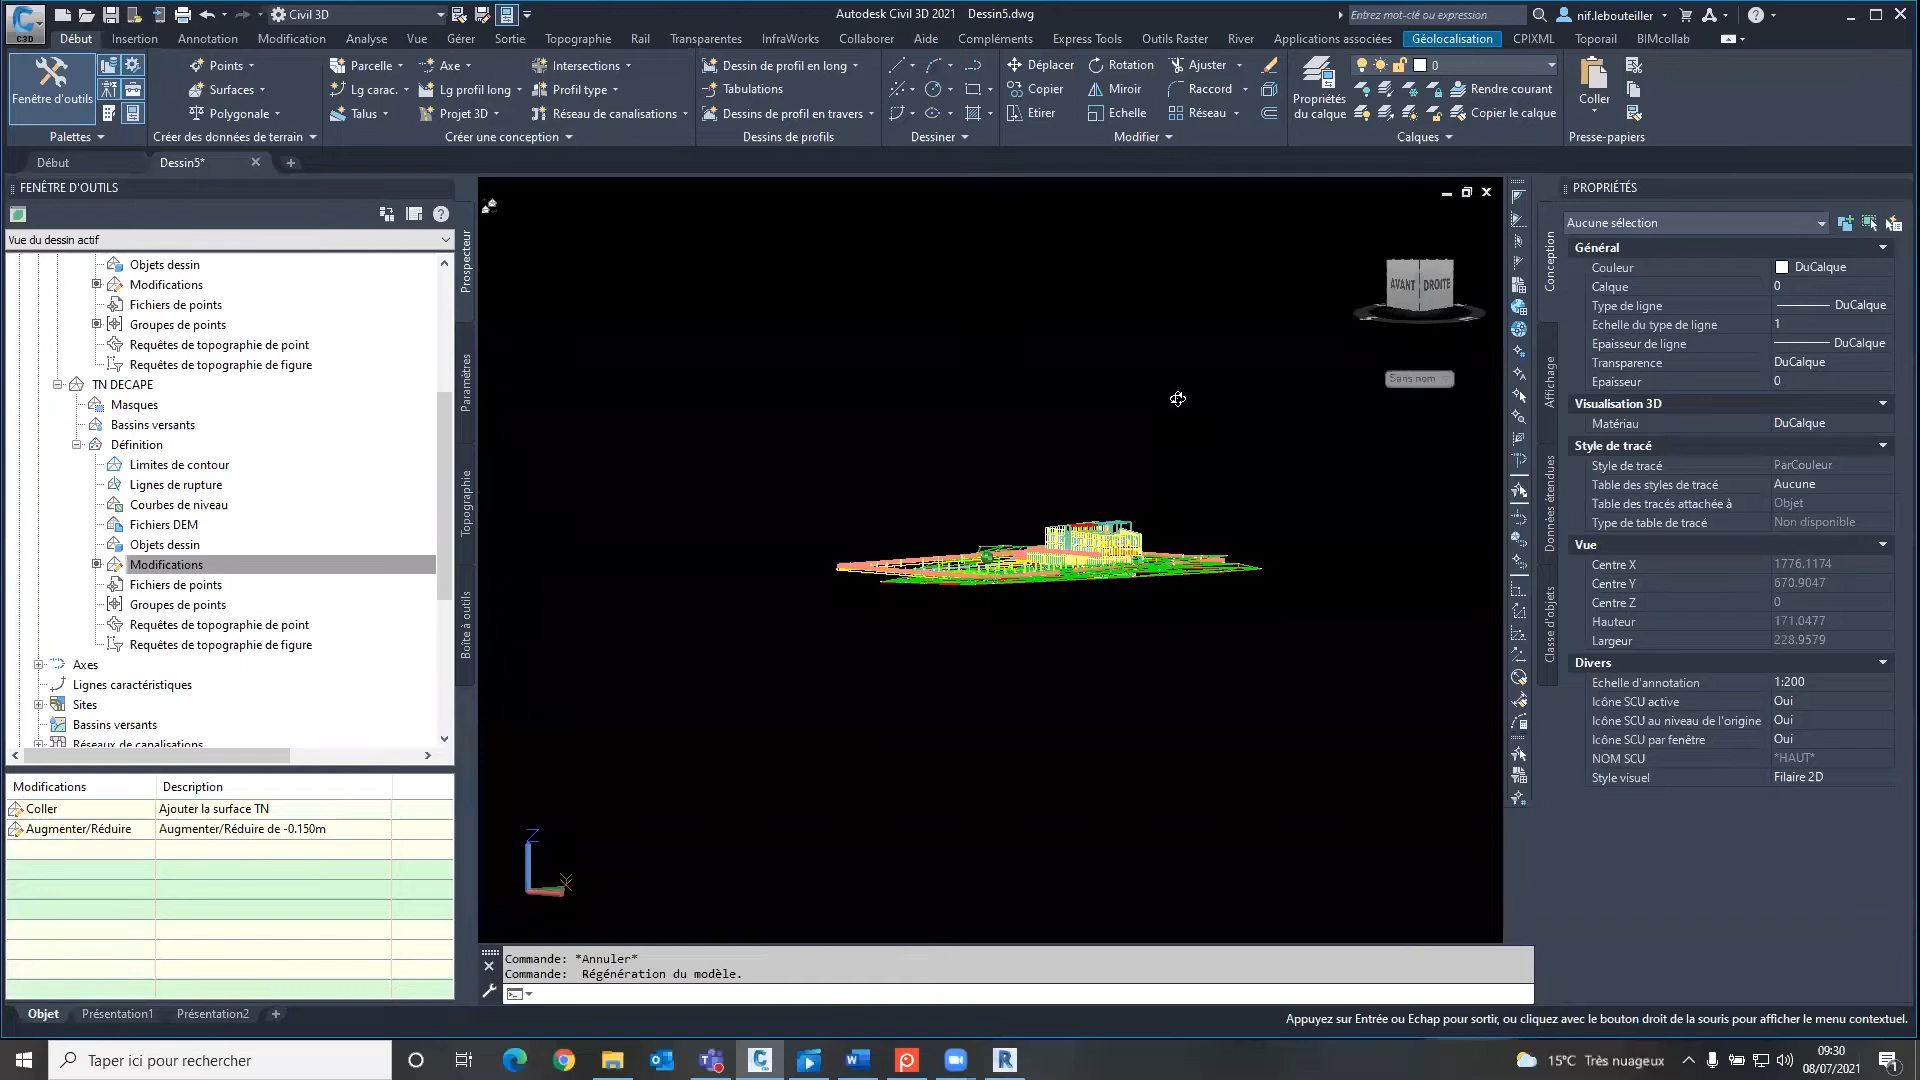 C3D
Civil 3D
Autodesk Civil 3D 2021 Dessin5.dwg
Entrez mot-clé ou expression
nif.lebouteiller
Début Insertion Annotation Modification Analyse Vue Gérer Sortie Topographie Rail Transparentes InfraWorks Collaborer Aide Compléments Express Tools Outils Raster River Applications associées Géolocalisation CPIXML Toporail BIMcollab
Fenêtre d'outils
Palettes
Points
Surfaces
Polygonale
Créer des données de terrain
Parcelle
Lg carac.
Talus
Axe
Lg profil long
Projet 3D
Intersections
Profil type
Réseau de canalisations
Créer une conception
Dessin de profil en long
Tabulations
Dessins de profil en travers
Dessins de profils
Dessiner
Déplacer
Copier
Etirer
Rotation
Miroir
Echelle
Ajuster
Raccord
Réseau
Modifier
Propriétés
du calque
0
Rendre courant
Copier le calque
Calques
Coller
Presse-papiers
Début
Dessin5*
FENÊTRE D'OUTILS
Vue du dessin actif
Objets dessin
Modifications
Fichiers de points
Groupes de points
Requêtes de topographie de point
Requêtes de topographie de figure
TN DECAPE
Masques
Bassins versants
Définition
Limites de contour
Lignes de rupture
Courbes de niveau
Fichiers DEM
Objets dessin
Modifications
Fichiers de points
Groupes de points
Requêtes de topographie de point
Requêtes de topographie de figure
Axes
Lignes caractéristiques
Sites
Bassins versants
Réseaux de canalisations
Prospecteur
Paramètres
Topographie
Boîte à outils
Modifications Description
Coller Ajouter la surface TN
Augmenter/Réduire Augmenter/Réduire de -0.150m
AVANT DROITE
Sans nom
Z
Y
Commande: *Annuler*
Commande: Régénération du modèle.
Objet Présentation1 Présentation2
Appuyez sur Entrée ou Echap pour sortir, ou cliquez avec le bouton droit de la souris pour afficher le menu contextuel.
PROPRIÉTÉS
Aucune sélection
Conception
Affichage
Données étendues
Classe d'objets
Général
Couleur DuCalque
Calque 0
Type de ligne DuCalque
Echelle du type de ligne 1
Epaisseur de ligne DuCalque
Transparence DuCalque
Epaisseur 0
Visualisation 3D
Matériau DuCalque
Style de tracé
Style de tracé ParCouleur
Table des styles de tracé Aucune
Table des tracés attachée à Objet
Type de table de tracé Non disponible
Vue
Centre X 1776.1174
Centre Y 670.9047
Centre Z 0
Hauteur 171.0477
Largeur 228.9579
Divers
Echelle d'annotation 1:200
Icône SCU active Oui
Icône SCU au niveau de l'origine Oui
Icône SCU par fenêtre Oui
NOM SCU *HAUT*
Style visuel Filaire 2D
Taper ici pour rechercher
15°C Très nuageux
09:30
08/07/2021